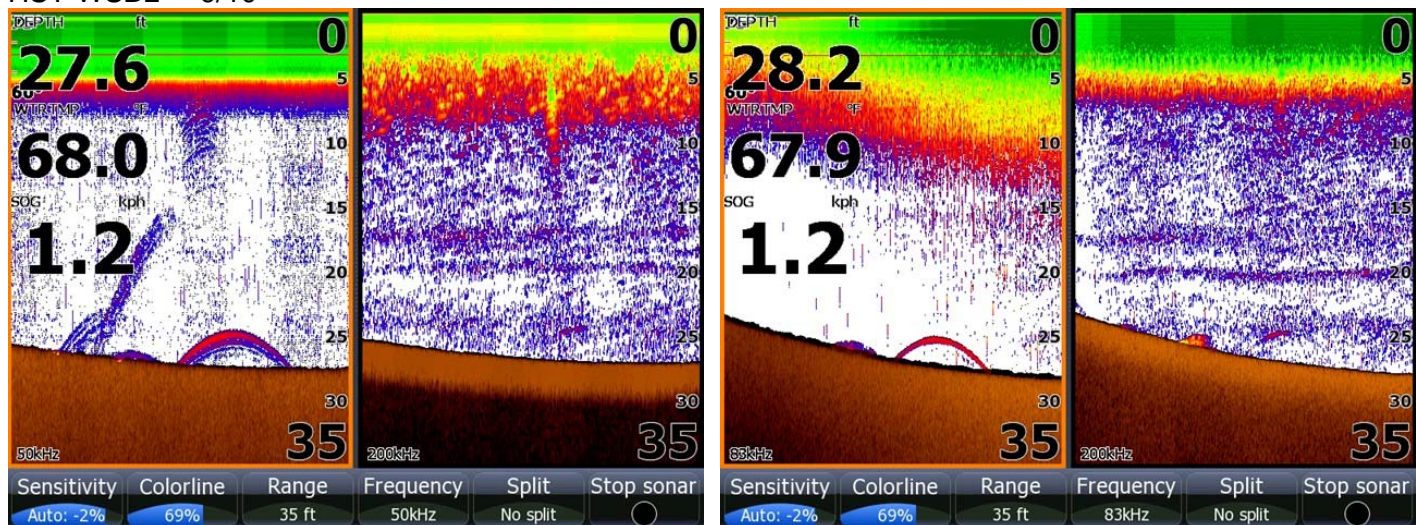 DEPTH ft
27.6
60°
WTRTMP °F
68.0
SOG kph
1.2
0
5
10
15
20
25
30
35
50kHz
0
5
10
15
20
25
30
35
200kHz
Sensitivity Colorline Range Frequency Split Stop sonar
Auto: -2% 69% 35 ft 50kHz No split
DEPTH ft
28.2
60°
WTRTMP °F
67.9
SOG kph
1.2
0
5
10
15
20
25
30
35
83kHz
0
5
10
15
20
25
30
35
200kHz
Sensitivity Colorline Range Frequency Split Stop sonar
Auto: -2% 69% 35 ft 83kHz No split